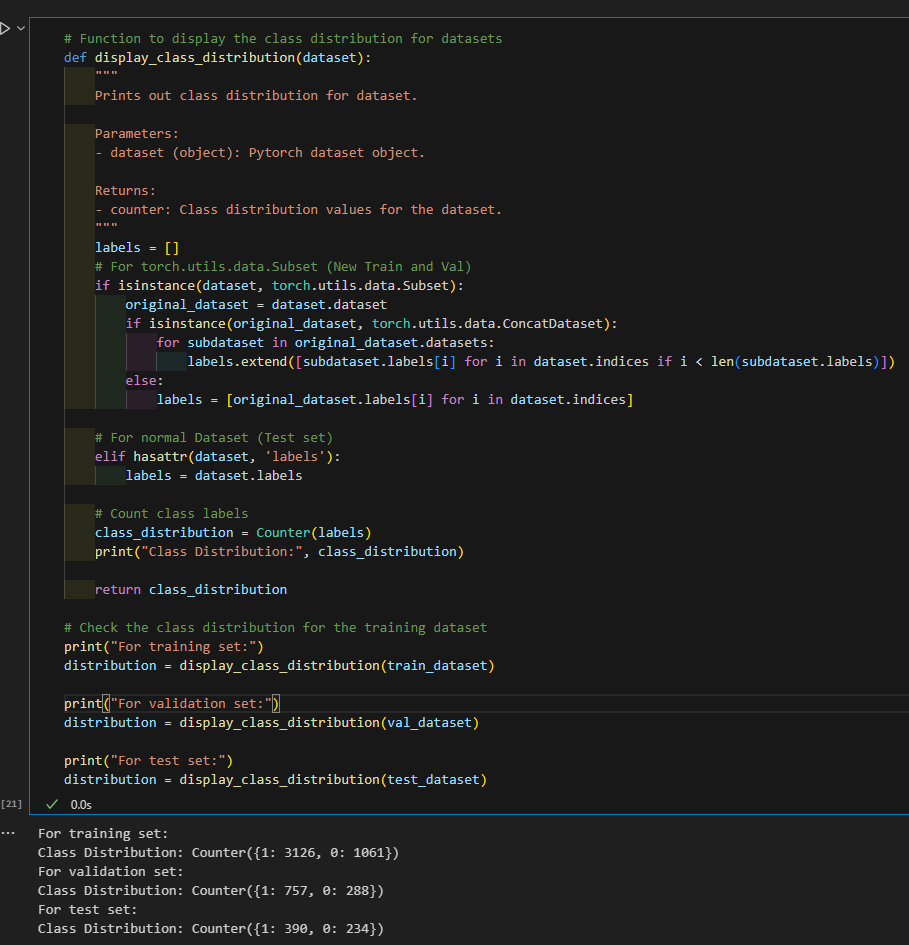 # Function to display the class distribution for datasets
def display_class_distribution(dataset):
"""
Prints out class distribution for dataset.
Parameters:
- dataset (object): Pytorch dataset object.
Returns:
- counter: Class distribution values for the dataset.
"""
labels = []
# For torch.utils.data.Subset (New Train and Val)
if isinstance(dataset, torch.utils.data.Subset):
original_dataset = dataset.dataset
if isinstance(original_dataset, torch.utils.data.ConcatDataset):
for subdataset in original_dataset.datasets:
labels.extend([subdataset.labels[i] for i in dataset.indices if i < len(subdataset.labels)])
else:
labels = [original_dataset.labels[i] for i in dataset.indices]
# For normal Dataset (Test set)
elif hasattr(dataset, 'labels'):
labels = dataset.labels
# Count class labels
class_distribution = Counter(labels)
print("Class Distribution:", class_distribution)
return class_distribution
# Check the class distribution for the training dataset
print("For training set:")
distribution = display_class_distribution(train_dataset)
print("For validation set:")
distribution = display_class_distribution(val_dataset)
print("For test set:")
distribution = display_class_distribution(test_dataset)
[21] 0.0s
For training set:
Class Distribution: Counter({1: 3126, 0: 1061})
For validation set:
Class Distribution: Counter({1: 757, 0: 288})
For test set:
Class Distribution: Counter({1: 390, 0: 234})